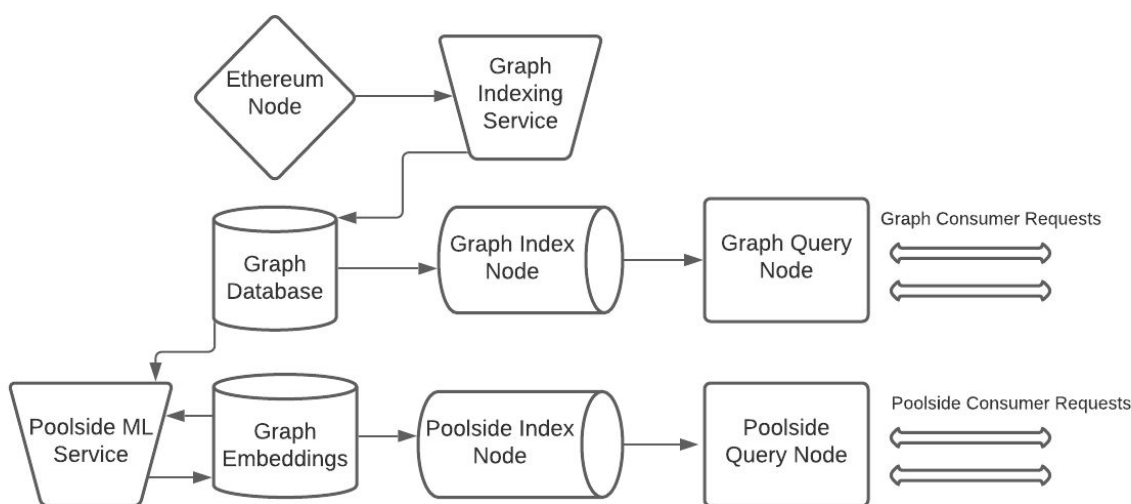 Ethereum
Node
Graph
Indexing
Service
Graph
Database
Graph Index
Node
Graph Query
Node
Graph Consumer Requests
Poolside ML
Service
Graph
Embeddings
Poolside Index
Node
Poolside
Query Node
Poolside Consumer Requests